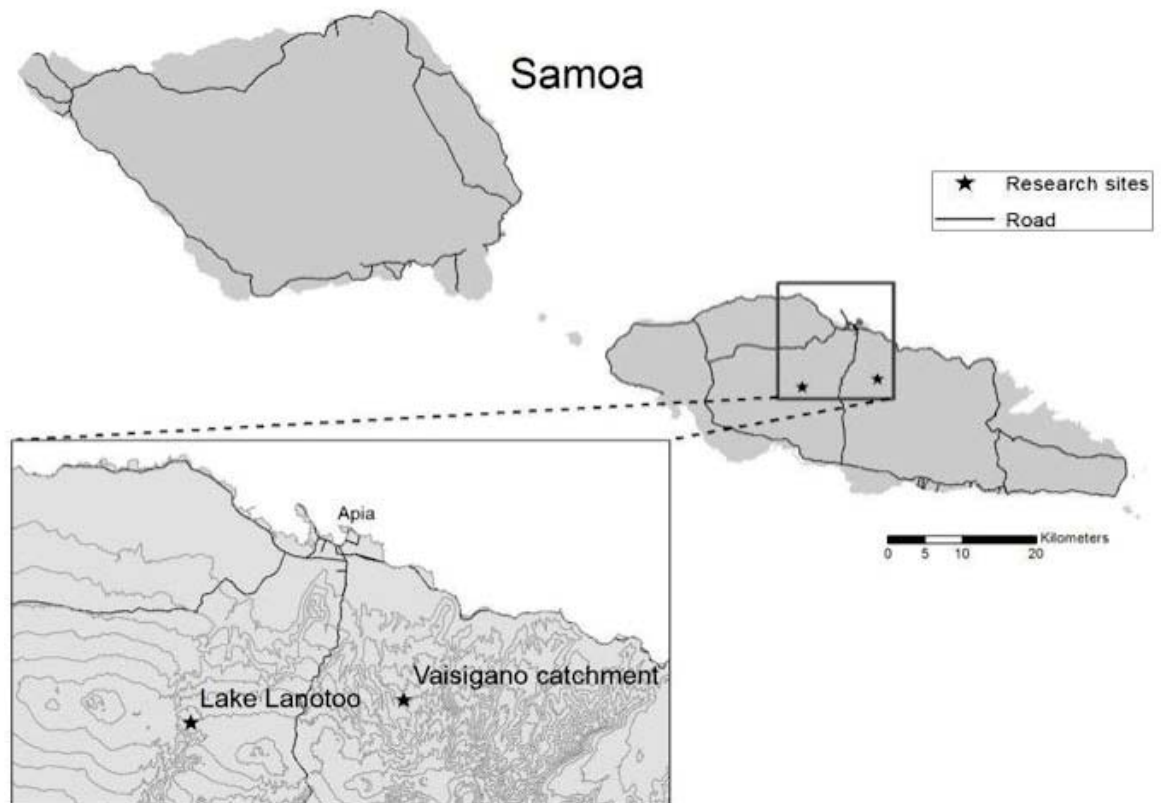 Samoa
Research sites
Road
Kilometers
0 5 10 20
Apia
Vaisigano catchment
Lake Lanotoo